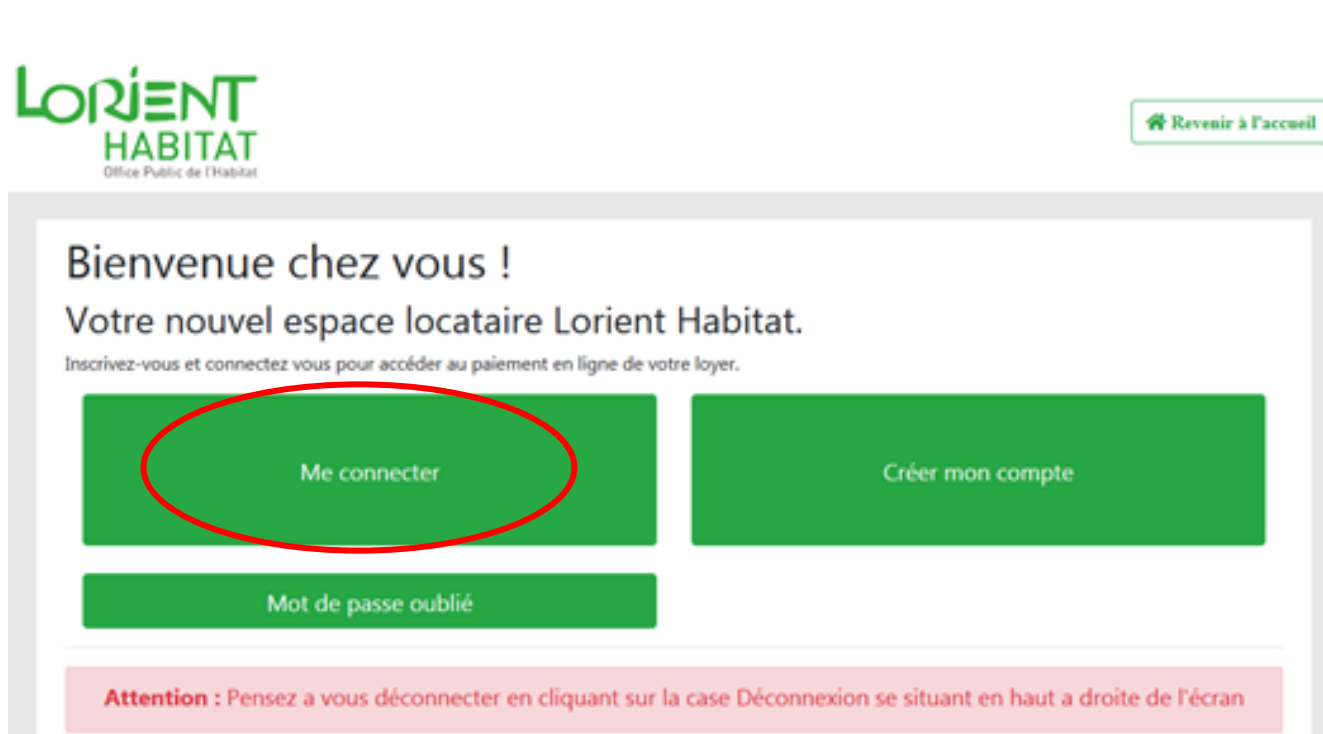 LORIENT
HABITAT
Office Public de l'Habitat
Revenir à l'accueil
Bienvenue chez vous !
Votre nouvel espace locataire Lorient Habitat.
Inscrivez-vous et connectez vous pour accéder au paiement en ligne de votre loyer.
Me connecter
Créer mon compte
Mot de passe oublié
Attention : Pensez a vous déconnecter en cliquant sur la case Déconnexion se situant en haut a droite de l'écran